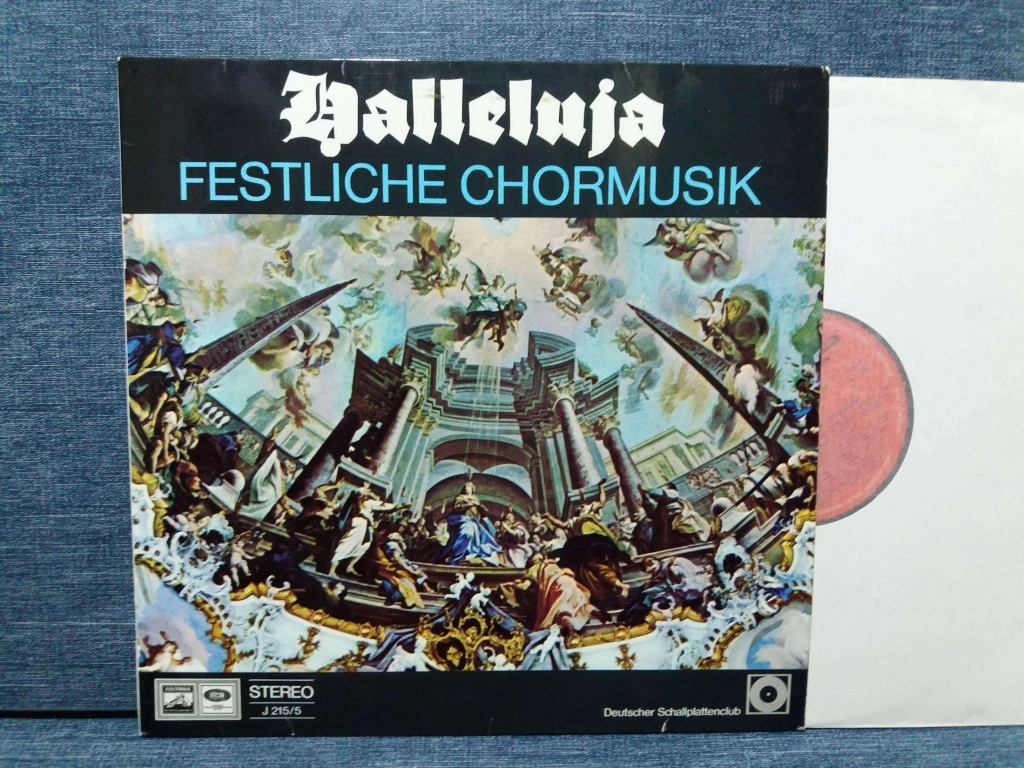 Halleluja
FESTLICHE CHORMUSIK
STEREO
J 215/5
Deutscher Schallplattenclub